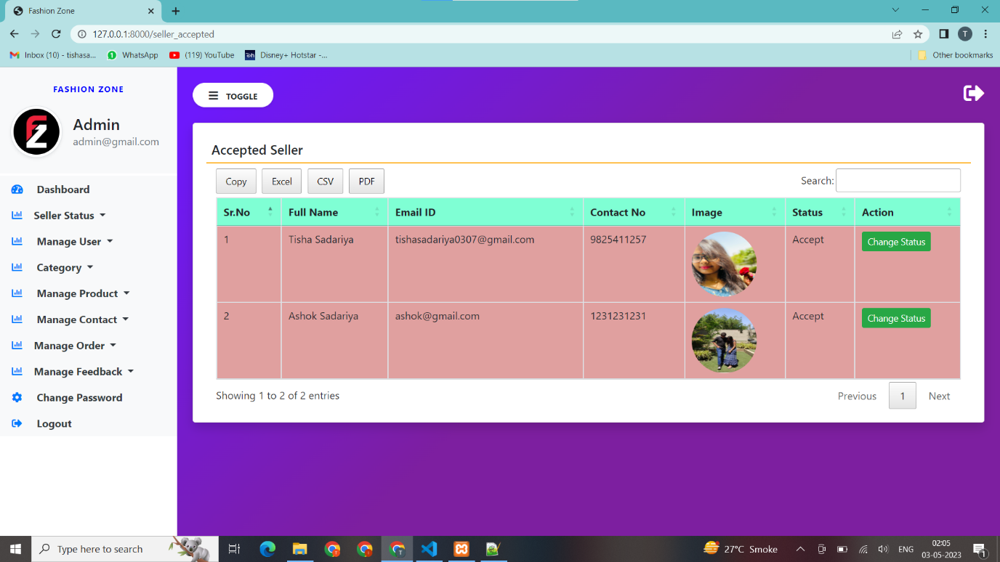 Fashion Zone
127.0.0.1:8000/seller_accepted
T
Inbox (10) - tishasa...
WhatsApp
(119) YouTube
Disney+ Hotstar -...
Other bookmarks
FASHION ZONE
FZ
Admin
admin@gmail.com
Dashboard
Seller Status
Manage User
Category
Manage Product
Manage Contact
Manage Order
Manage Feedback
Change Password
Logout
TOGGLE
Accepted Seller
Copy Excel CSV PDF
Search:
Sr.No Full Name Email ID Contact No Image Status Action
1 Tisha Sadariya tishasadariya0307@gmail.com 9825411257 Accept Change Status
2 Ashok Sadariya ashok@gmail.com 1231231231 Accept Change Status
Showing 1 to 2 of 2 entries
Previous 1 Next
Type here to search
27°C Smoke
ENG
02:05
03-05-2023
1